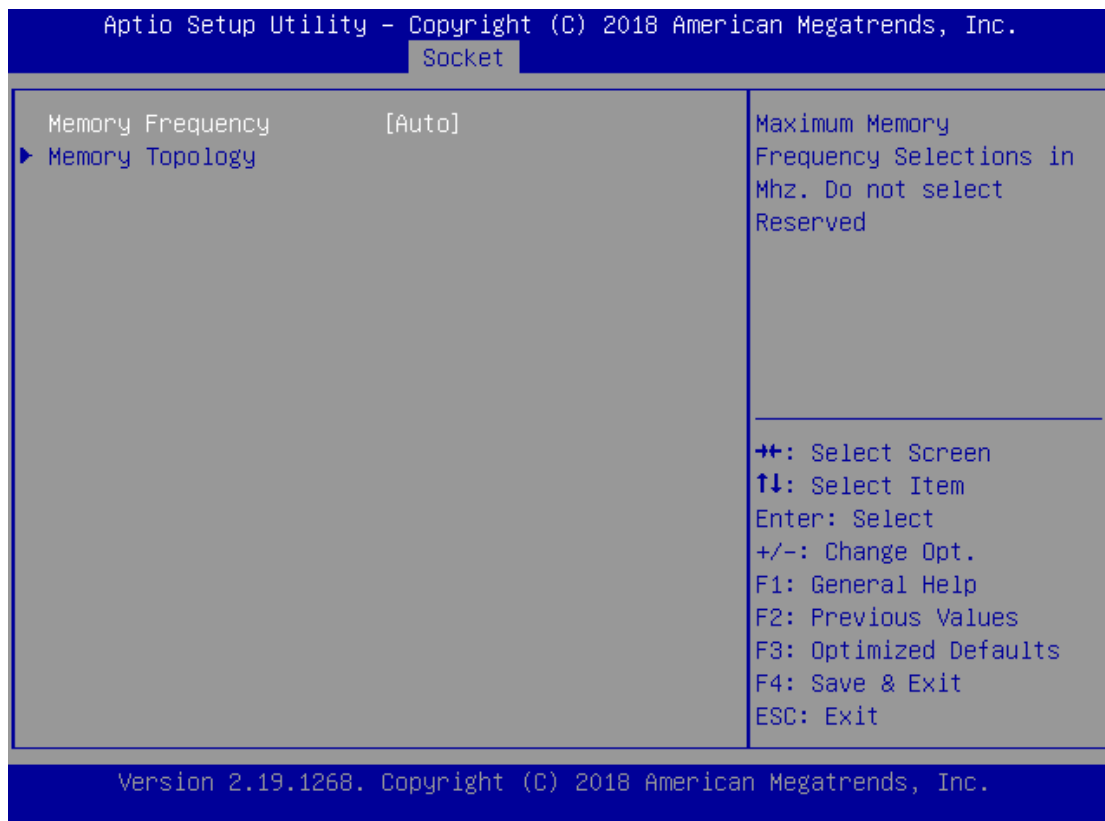 Aptio Setup Utility – Copyright (C) 2018 American Megatrends, Inc.
Socket
Memory Frequency [Auto]
▶ Memory Topology
Maximum Memory
Frequency Selections in
Mhz. Do not select
Reserved
→←: Select Screen
↑↓: Select Item
Enter: Select
+/-: Change Opt.
F1: General Help
F2: Previous Values
F3: Optimized Defaults
F4: Save & Exit
ESC: Exit
Version 2.19.1268. Copyright (C) 2018 American Megatrends, Inc.